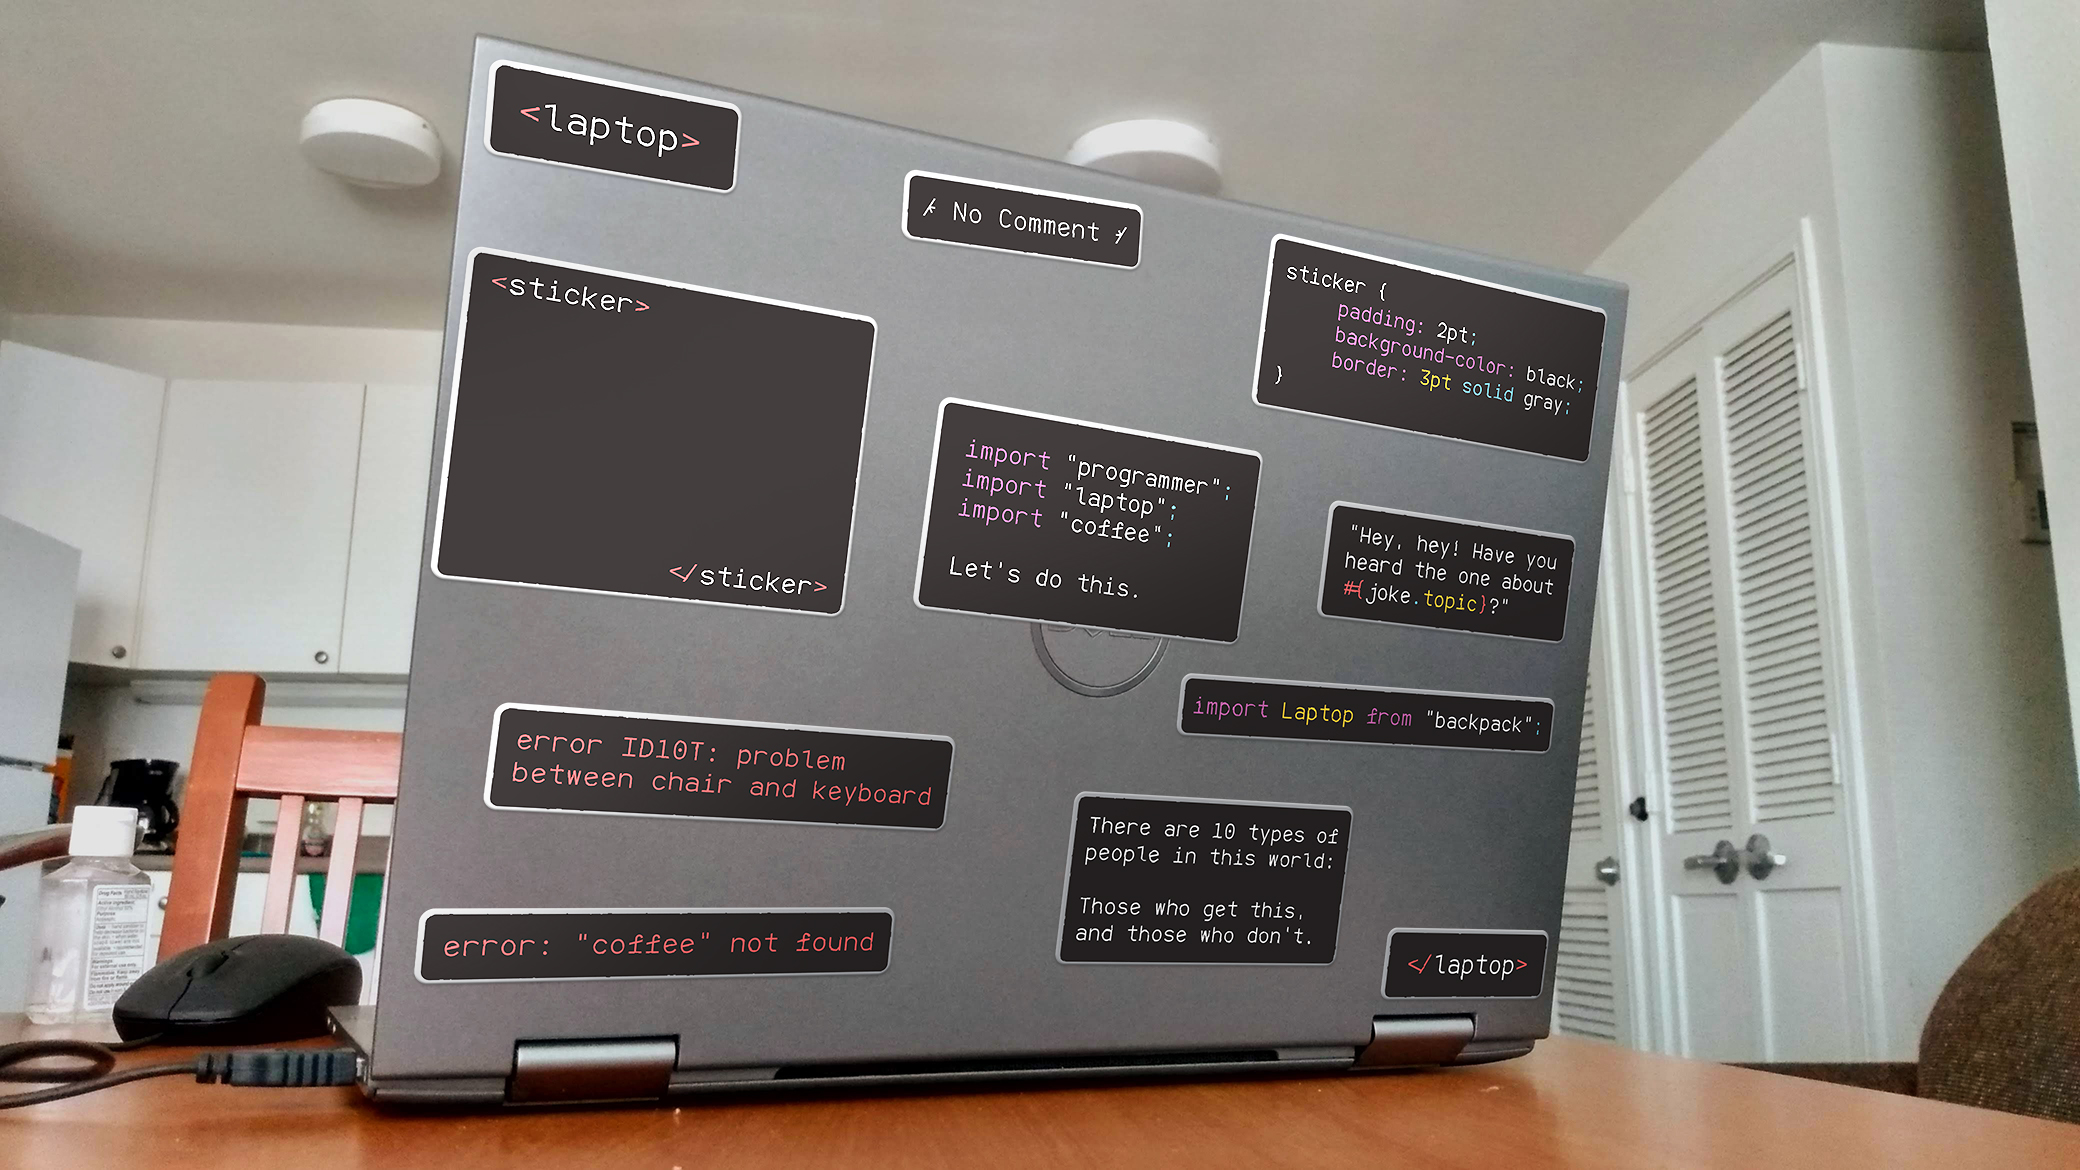 <laptop>
/* No Comment */
<sticker>
</sticker>
sticker {
padding: 2pt;
background-color: black;
border: 3pt solid gray;
}
import "programmer";
import "laptop";
import "coffee";
Let's do this.
"Hey, hey! Have you
heard the one about
#{joke.topic}?"
import Laptop from "backpack";
error ID10T: problem
between chair and keyboard
There are 10 types of
people in this world:
Those who get this,
and those who don't.
error: "coffee" not found
</laptop>
Drug Facts